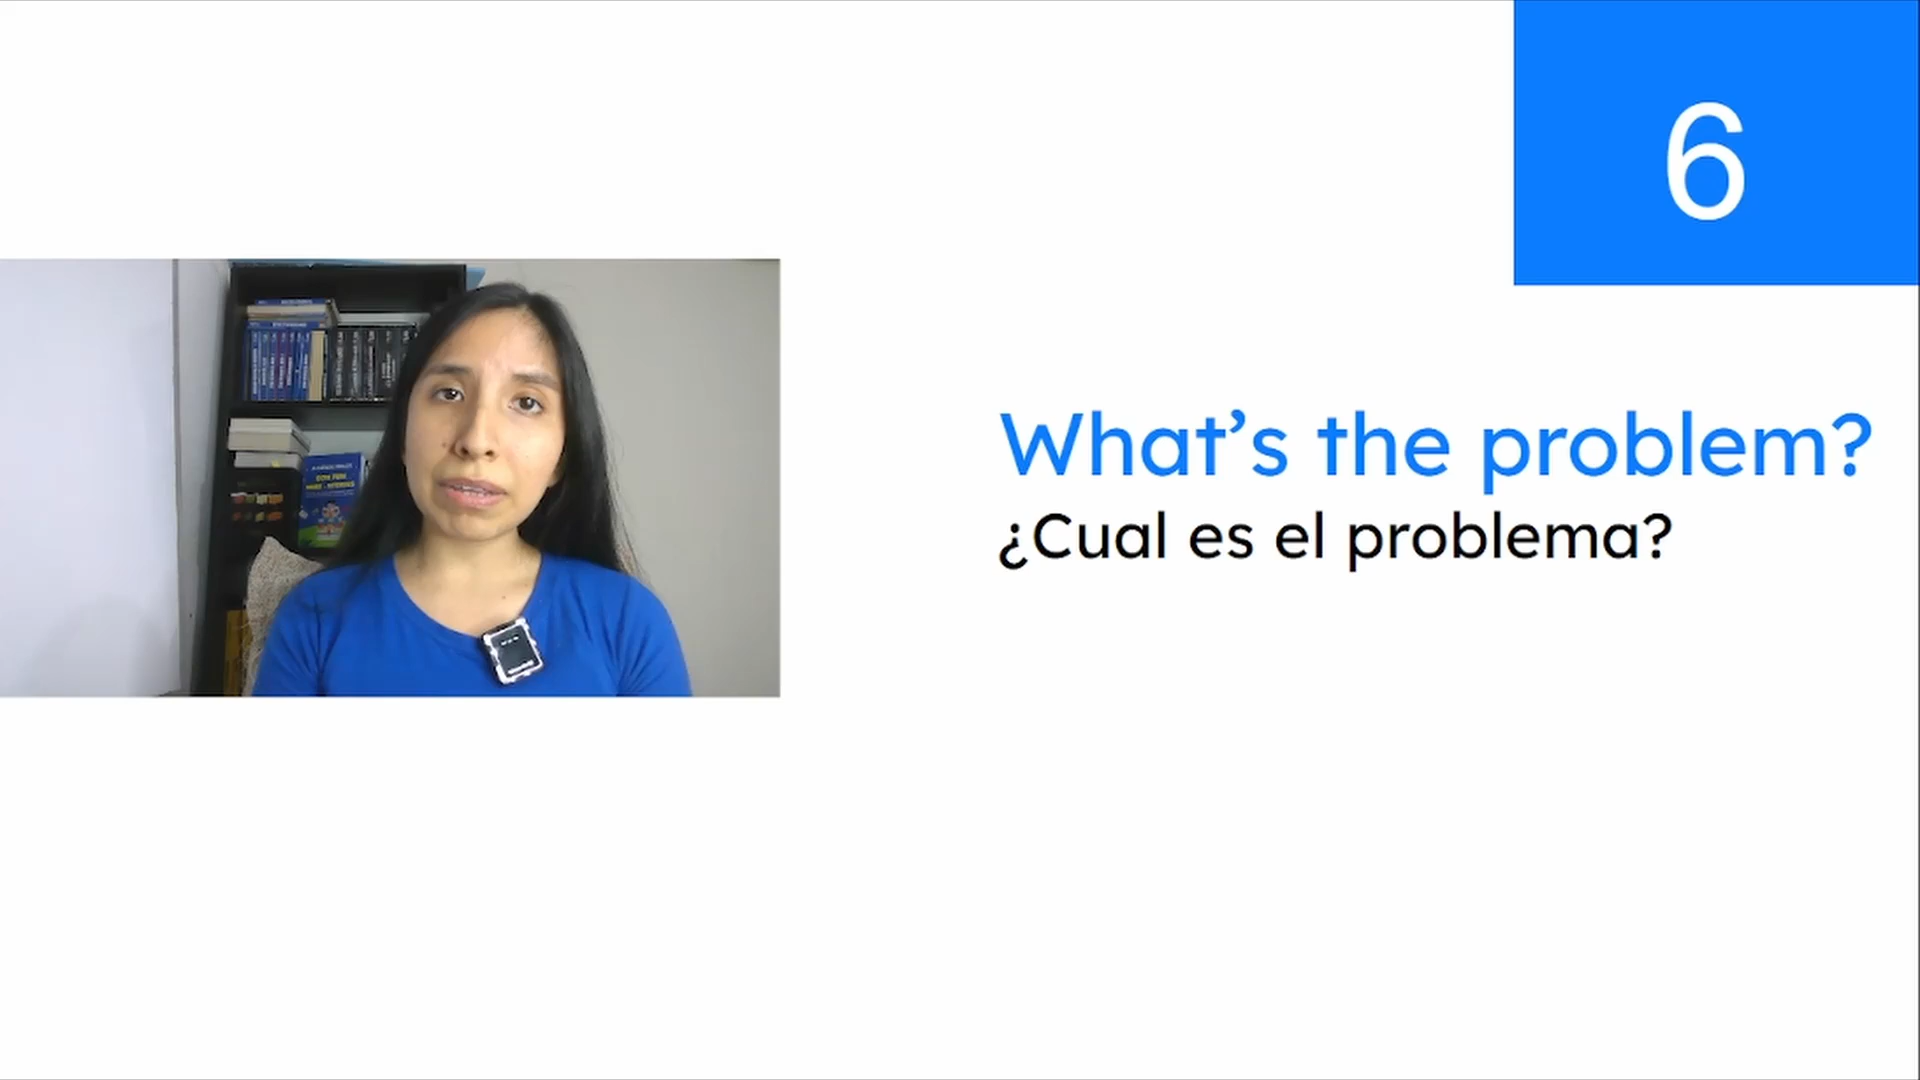 6
What’s the problem?
¿Cual es el problema?